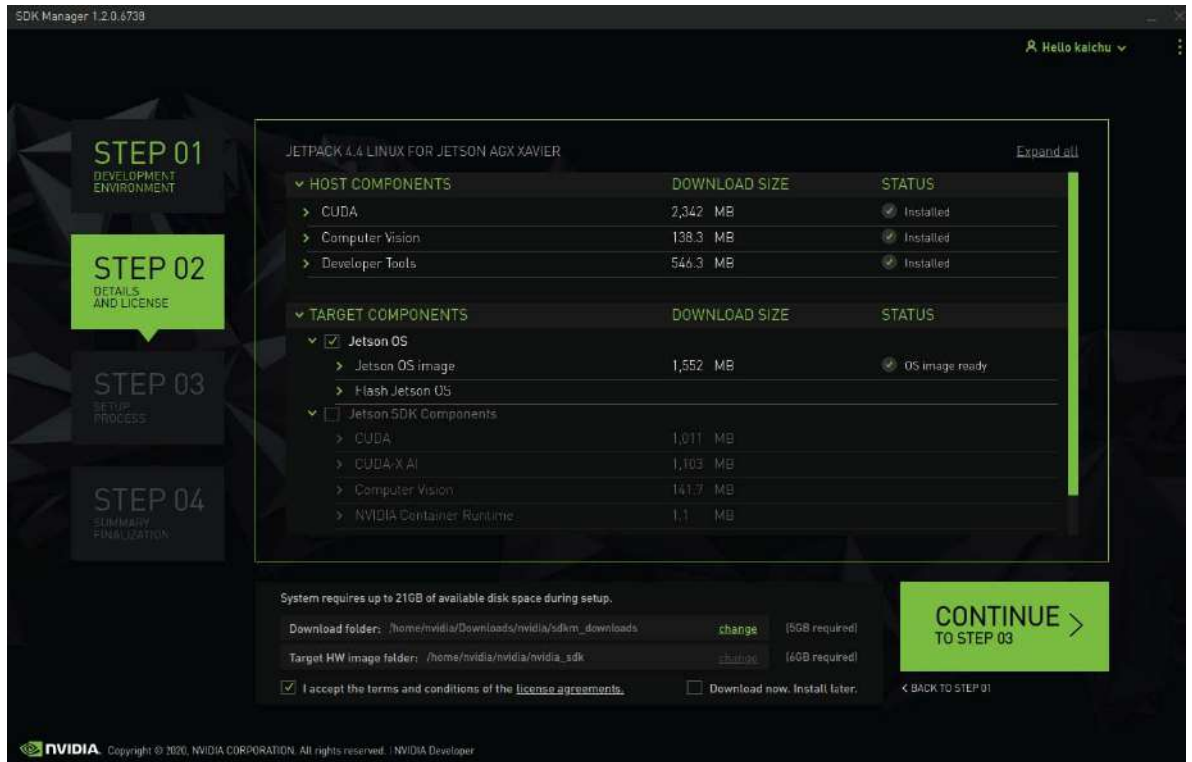 SDK Manager 1.2.0.6738
Hello kaichu
STEP 01
DEVELOPMENT
ENVIRONMENT
STEP 02
DETAILS
AND LICENSE
STEP 03
SETUP
PROCESS
STEP 04
SUMMARY
FINALIZATION
JETPACK 4.4 LINUX FOR JETSON AGX XAVIER Expand all
HOST COMPONENTS DOWNLOAD SIZE STATUS
CUDA 2,342 MB Installed
Computer Vision 138.3 MB Installed
Developer Tools 546.3 MB Installed
TARGET COMPONENTS DOWNLOAD SIZE STATUS
Jetson OS
Jetson OS image 1,552 MB OS image ready
Flash Jetson OS
Jetson SDK Components
CUDA 1,011 MB
CUDA-X AI 1,103 MB
Computer Vision 141.7 MB
NVIDIA Container Runtime 1.1 MB
System requires up to 21GB of available disk space during setup.
Download folder: /home/nvidia/Downloads/nvidia/sdkm_downloads change (5GB required)
Target HW image folder: /home/nvidia/nvidia/nvidia_sdk change (16GB required)
I accept the terms and conditions of the license agreements. Download now. Install later.
CONTINUE
TO STEP 03
BACK TO STEP 01
NVIDIA. Copyright © 2020, NVIDIA CORPORATION. All rights reserved. | NVIDIA Developer